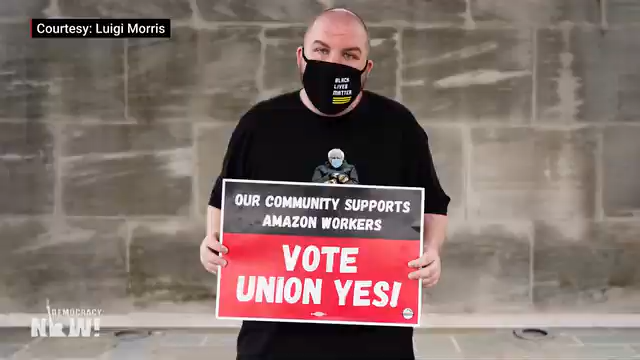 Courtesy: Luigi Morris
BLACK
LIVES
MATTER
OUR COMMUNITY SUPPORTS
AMAZON WORKERS
VOTE
UNION YES!
DEMOCRACY
NOW!